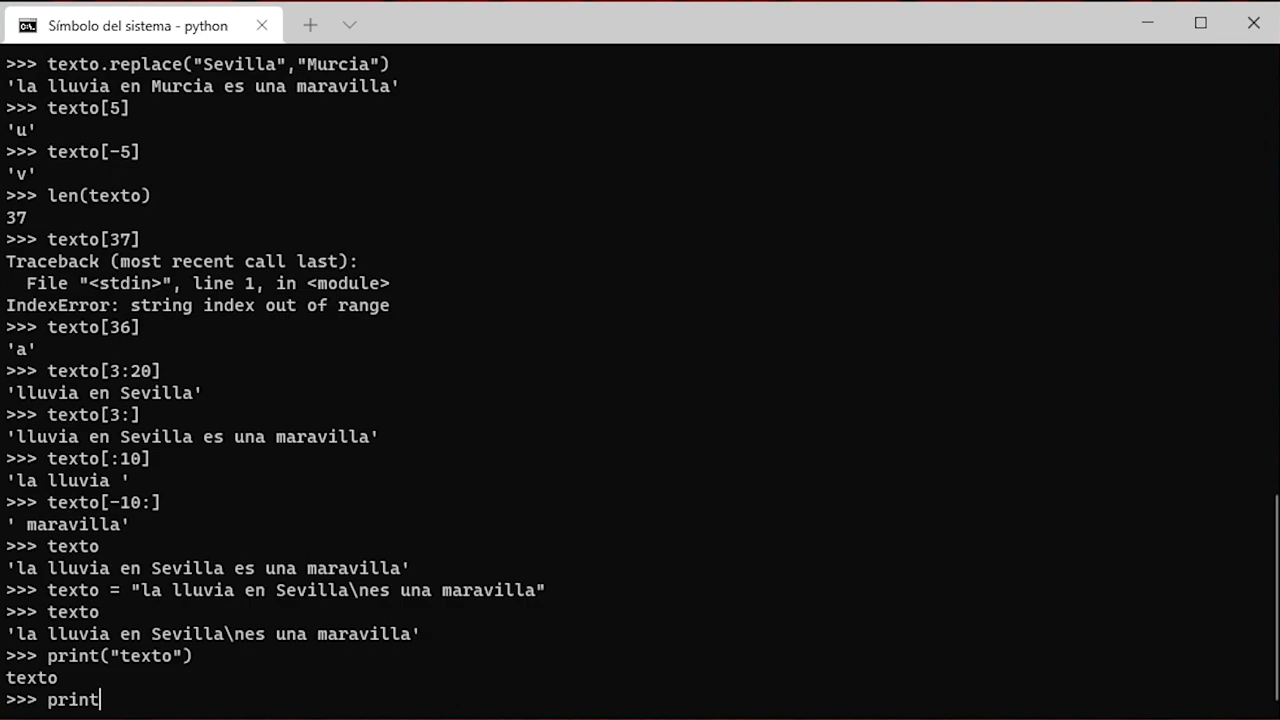 Símbolo del sistema - python
>>> texto.replace("Sevilla","Murcia")
'la lluvia en Murcia es una maravilla'
>>> texto[5]
'u'
>>> texto[-5]
'v'
>>> len(texto)
37
>>> texto[37]
Traceback (most recent call last):
  File "<stdin>", line 1, in <module>
IndexError: string index out of range
>>> texto[36]
'a'
>>> texto[3:20]
'lluvia en Sevilla'
>>> texto[3:]
'lluvia en Sevilla es una maravilla'
>>> texto[:10]
'la lluvia '
>>> texto[-10:]
' maravilla'
>>> texto
'la lluvia en Sevilla es una maravilla'
>>> texto = "la lluvia en Sevilla\nes una maravilla"
>>> texto
'la lluvia en Sevilla\nes una maravilla'
>>> print("texto")
texto
>>> print